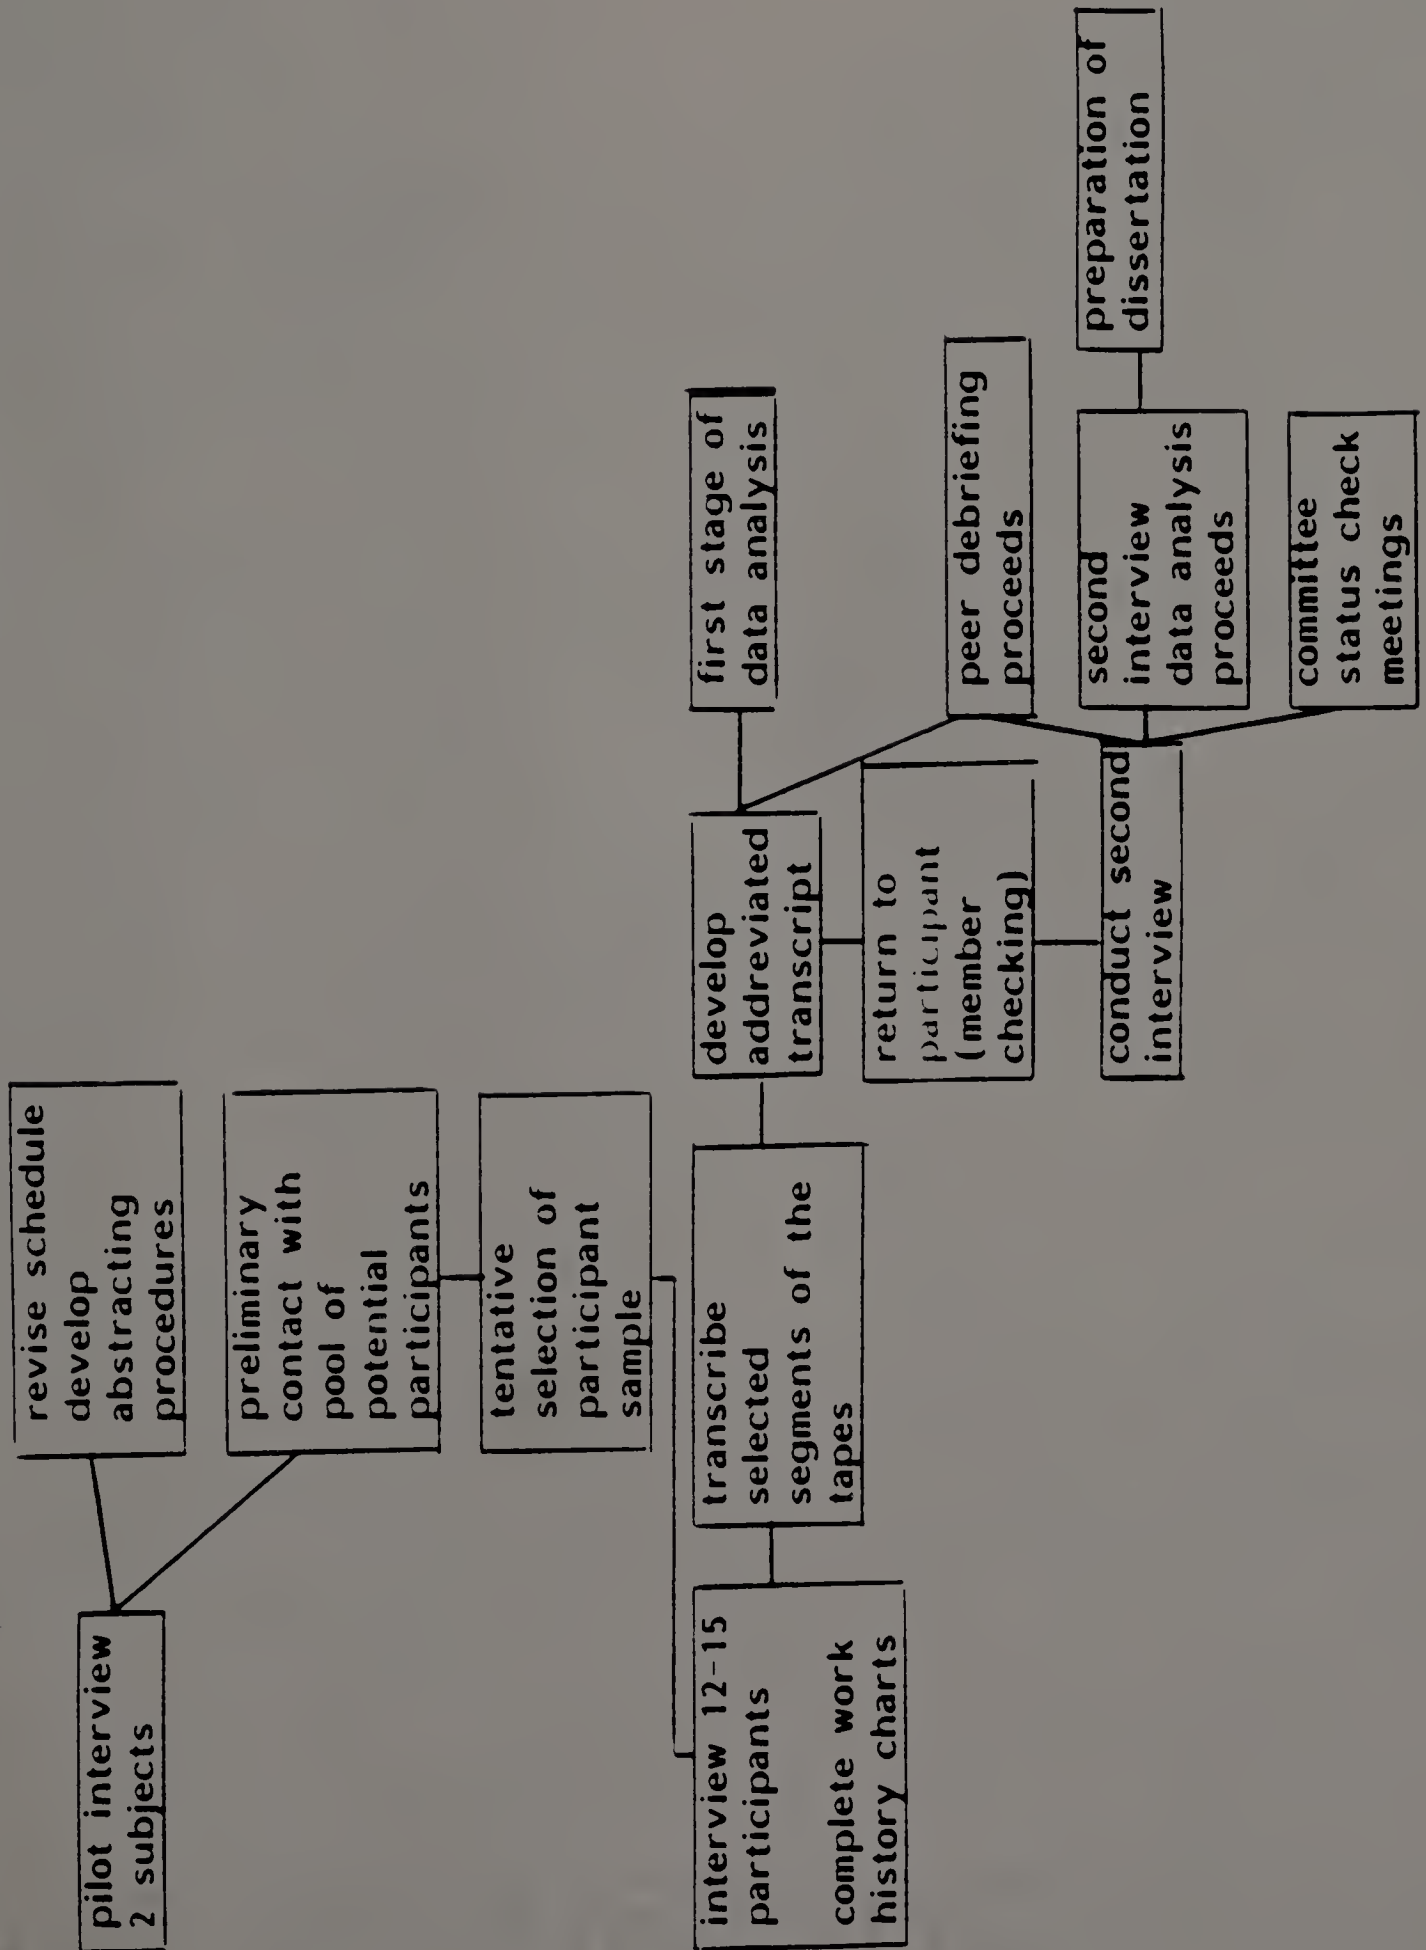 pilot interview
2 subjects
revise schedule
develop
abstracting
procedures
preliminary
contact with
pool of
potential
participants
tentative
selection of
participant
sample
interview 12-15
participants
complete work
history charts
transcribe
selected
segments of the
tapes
develop
addreviated
transcript
return to
participant
(member
checking)
conduct second
interview
first stage of
data analysis
peer debriefing
proceeds
second
interview
data analysis
proceeds
committee
status check
meetings
preparation of
dissertation